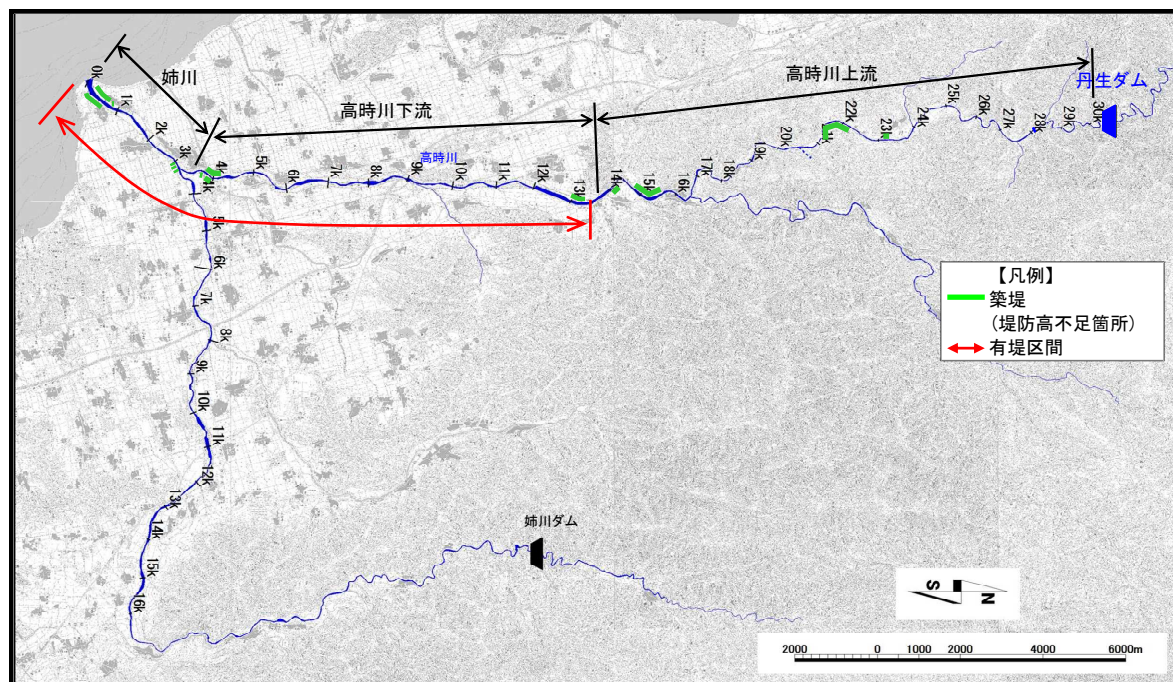 姉川
高時川下流
高時川上流
丹生ダム
高時川
0k
1k
2k
3k
4k
5k
6k
7k
8k
9k
10k
11k
12k
13k
14k
15k
16k
17k
18k
19k
20k
22k
23k
24k
25k
26k
27k
28k
29k
30k
4k
5k
6k
7k
8k
9k
10k
11k
12k
13k
14k
15k
16k
姉川ダム
【凡例】
築堤
(堤防高不足箇所)
有堤区間
S
N
2000 0 1000 2000 4000 6000m